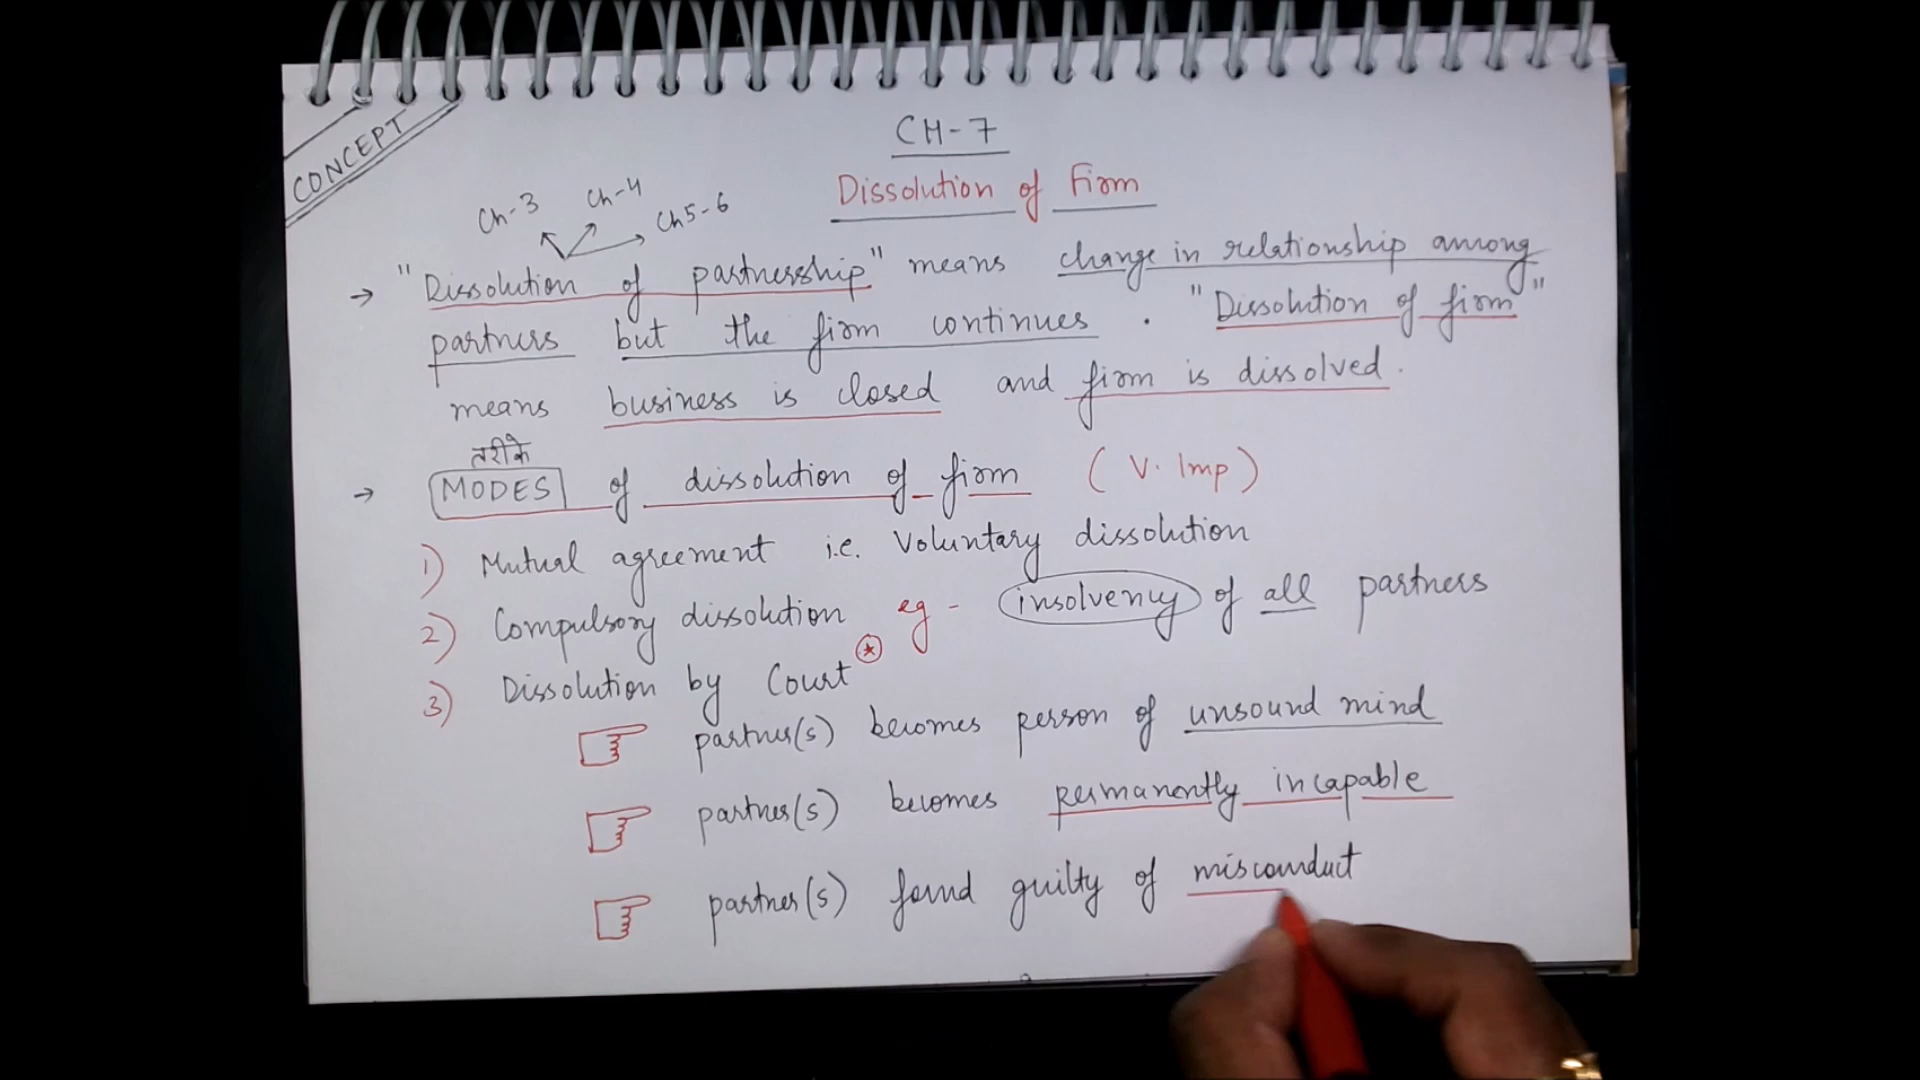 CONCEPT
CH-7
Dissolution of Firm
Ch-3 Ch-4 Ch5-6
→ "Dissolution of partnership" means change in relationship among
partners but the firm continues . "Dissolution of firm"
means business is closed and firm is dissolved.
तरीके
→ MODES of dissolution of firm (V. Imp)
1) Mutual agreement i.e. Voluntary dissolution
2) Compulsory dissolution eg - insolvency of all partners
3) Dissolution by Court
partner(s) becomes person of unsound mind
partner(s) becomes permanently incapable
partner(s) found guilty of misconduct